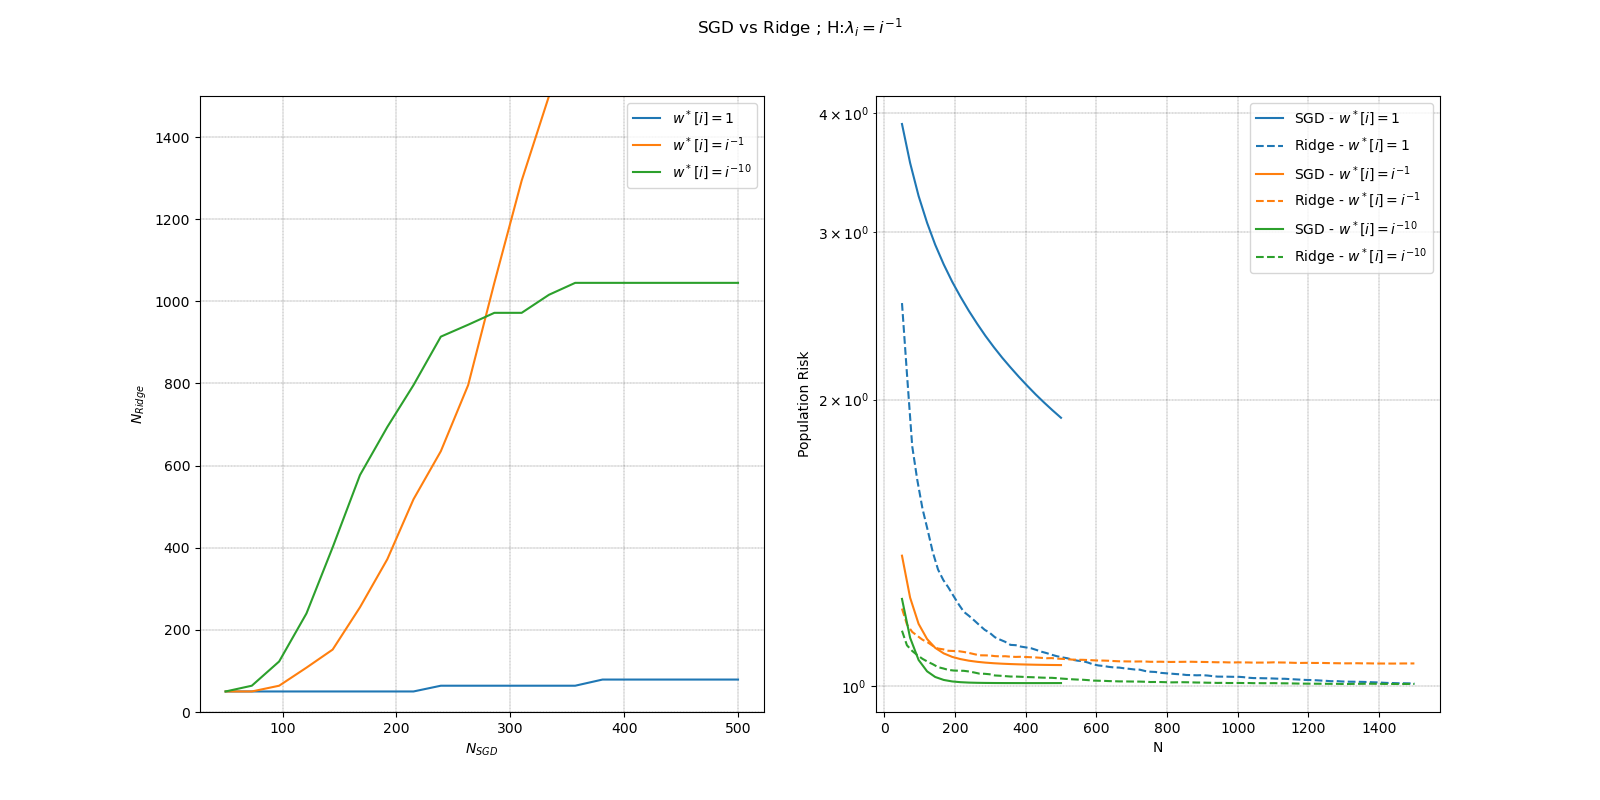 SGD vs Ridge ; H:λ_i = i^{-1}
w^*[i] = 1
w^*[i] = i^{-1}
w^*[i] = i^{-10}
N_{Ridge}
1400
1200
1000
800
600
400
200
0
100
200
300
400
500
N_{SGD}
SGD - w^*[i] = 1
Ridge - w^*[i] = 1
SGD - w^*[i] = i^{-1}
Ridge - w^*[i] = i^{-1}
SGD - w^*[i] = i^{-10}
Ridge - w^*[i] = i^{-10}
Population Risk
4 × 10^0
3 × 10^0
2 × 10^0
10^0
0
200
400
600
800
1000
1200
1400
N